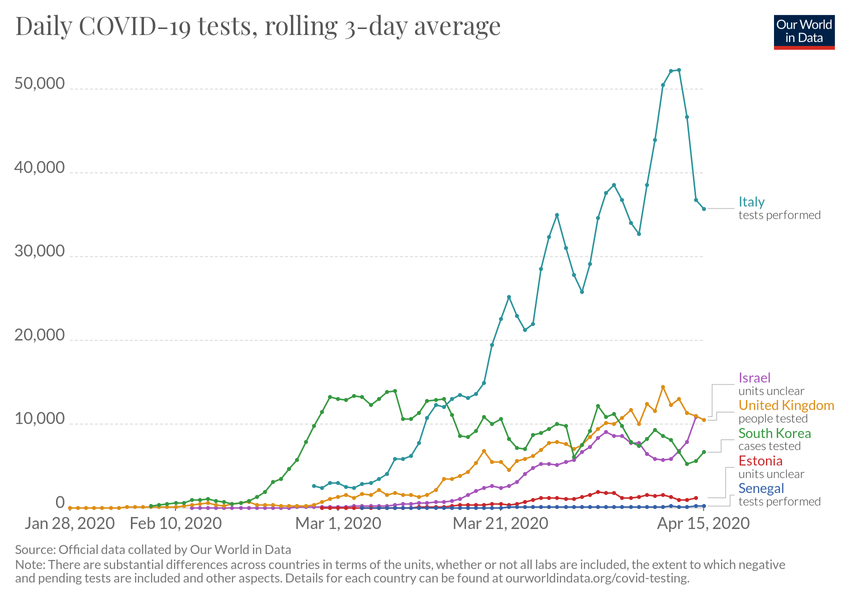 Daily COVID-19 tests, rolling 3-day average
Our World
in Data
50,000
40,000
30,000
20,000
10,000
0
Italy
tests performed
Israel
units unclear
United Kingdom
people tested
South Korea
cases tested
Estonia
units unclear
Senegal
tests performed
Jan 28, 2020 Feb 10, 2020 Mar 1, 2020 Mar 21, 2020 Apr 15, 2020
Source: Official data collated by Our World in Data
Note: There are substantial differences across countries in terms of the units, whether or not all labs are included, the extent to which negative
and pending tests are included and other aspects. Details for each country can be found at ourworldindata.org/covid-testing.